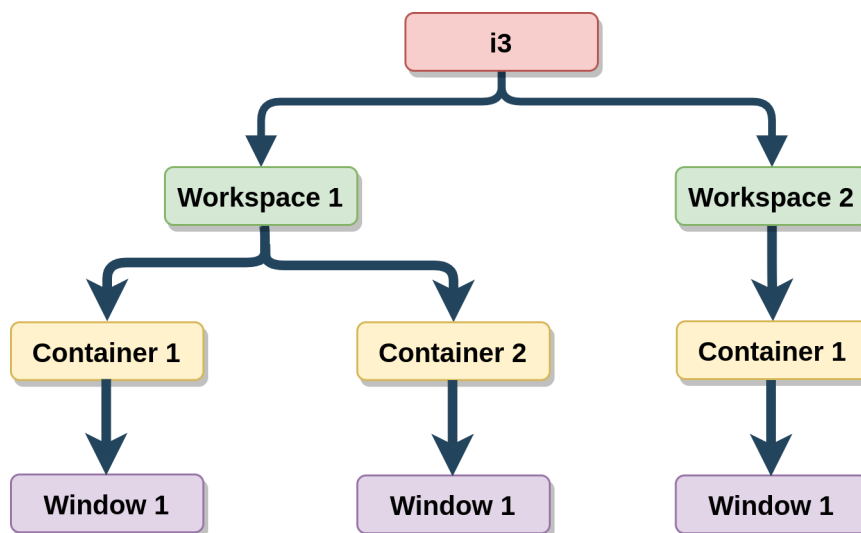 i3
Workspace 1
Workspace 2
Container 1
Container 2
Container 1
Window 1
Window 1
Window 1